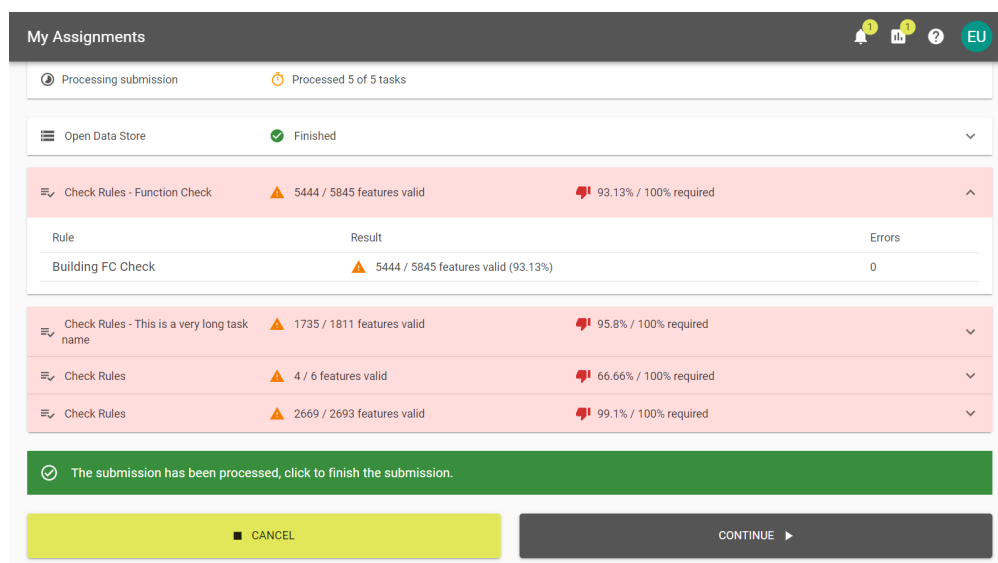 My Assignments
1
1
?
EU
Processing submission
Processed 5 of 5 tasks
Open Data Store
Finished
Check Rules - Function Check
5444 / 5845 features valid
93.13% / 100% required
Rule
Result
Errors
Building FC Check
5444 / 5845 features valid (93.13%)
0
Check Rules - This is a very long task
name
1735 / 1811 features valid
95.8% / 100% required
Check Rules
4 / 6 features valid
66.66% / 100% required
Check Rules
2669 / 2693 features valid
99.1% / 100% required
The submission has been processed, click to finish the submission.
CANCEL
CONTINUE